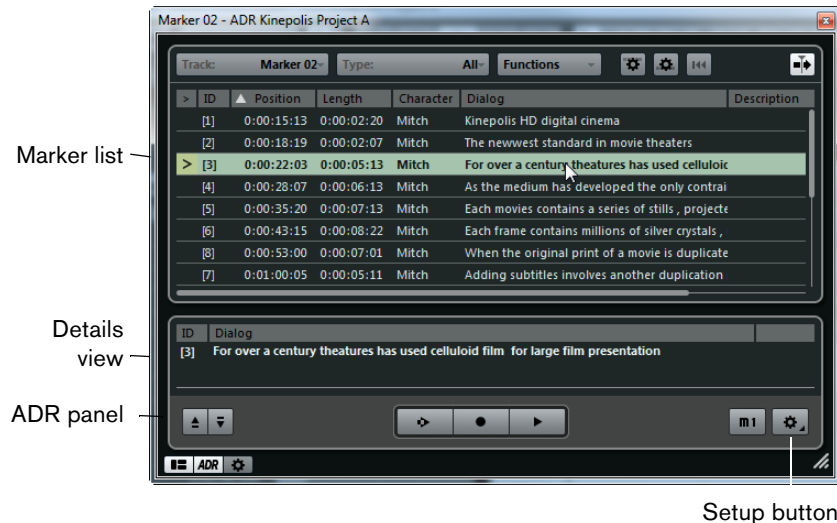 Marker 02 - ADR Kinepolis Project A
Track: Marker 02 Type: All Functions
> ID Position Length Character Dialog Description
[1] 0:00:15:13 0:00:02:20 Mitch Kinepolis HD digital cinema
[2] 0:00:18:19 0:00:02:07 Mitch The newwest standard in movie theaters
> [3] 0:00:22:03 0:00:05:13 Mitch For over a century theatures has used celluloid
[4] 0:00:28:07 0:00:06:13 Mitch As the medium has developed the only contrai
[5] 0:00:35:20 0:00:07:13 Mitch Each movies contains a series of stills , projecte
[6] 0:00:43:15 0:00:08:22 Mitch Each frame contains millions of silver crystals ,
[8] 0:00:53:00 0:00:07:01 Mitch When the original print of a movie is duplicate
[7] 0:01:00:05 0:00:05:11 Mitch Adding subtitles involves another duplication
Marker list
ID Dialog
[3] For over a century theatures has used celluloid film for large film presentation
Details
view
ADR panel
m1
ADR
Setup button